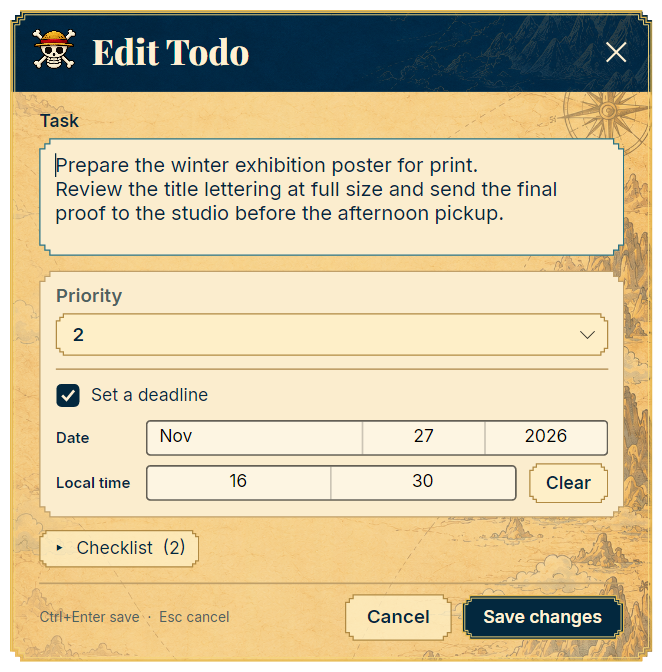 Edit Todo
Task
Prepare the winter exhibition poster for print.
Review the title lettering at full size and send the final
proof to the studio before the afternoon pickup.
Priority
2
Set a deadline
Date Nov 27 2026
Local time 16 30 Clear
Checklist (2)
Ctrl+Enter save · Esc cancel Cancel Save changes